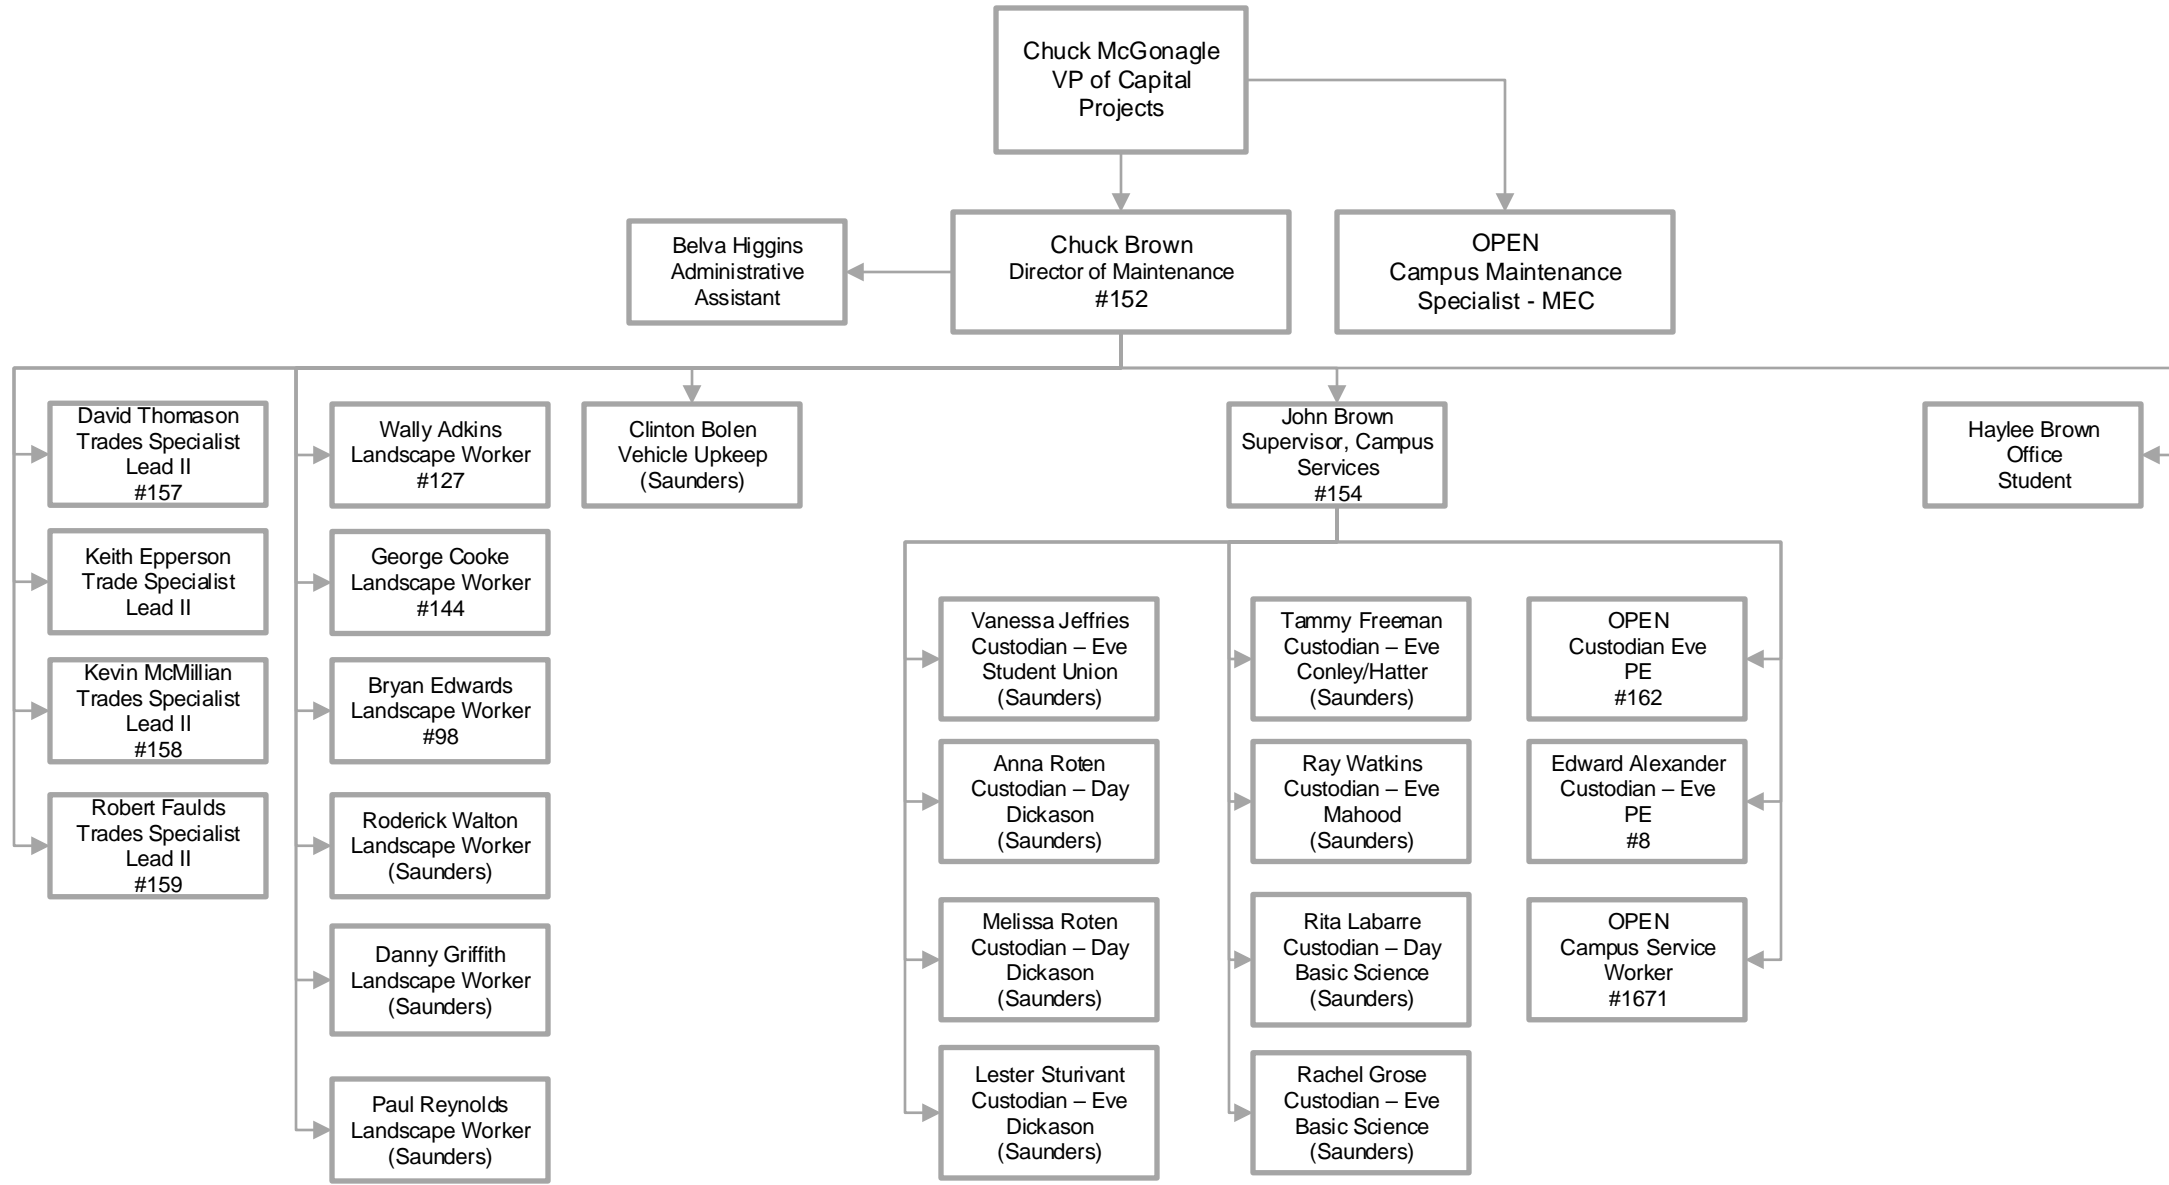 Chuck McGonagle
VP of Capital
Projects
Belva Higgins
Administrative
Assistant
Chuck Brown
Director of Maintenance
#152
OPEN
Campus Maintenance
Specialist - MEC
David Thomason
Trades Specialist
Lead II
#157
Keith Epperson
Trade Specialist
Lead II
Kevin McMillian
Trades Specialist
Lead II
#158
Robert Faulds
Trades Specialist
Lead II
#159
Wally Adkins
Landscape Worker
#127
George Cooke
Landscape Worker
#144
Bryan Edwards
Landscape Worker
#98
Roderick Walton
Landscape Worker
(Saunders)
Danny Griffith
Landscape Worker
(Saunders)
Paul Reynolds
Landscape Worker
(Saunders)
Clinton Bolen
Vehicle Upkeep
(Saunders)
John Brown
Supervisor, Campus
Services
#154
Vanessa Jeffries
Custodian – Eve
Student Union
(Saunders)
Anna Roten
Custodian – Day
Dickason
(Saunders)
Melissa Roten
Custodian – Day
Dickason
(Saunders)
Lester Sturivant
Custodian – Eve
Dickason
(Saunders)
Tammy Freeman
Custodian – Eve
Conley/Hatter
(Saunders)
Ray Watkins
Custodian – Eve
Mahood
(Saunders)
Rita Labarre
Custodian – Day
Basic Science
(Saunders)
Rachel Grose
Custodian – Eve
Basic Science
(Saunders)
OPEN
Custodian Eve
PE
#162
Edward Alexander
Custodian – Eve
PE
#8
OPEN
Campus Service
Worker
#1671
Haylee Brown
Office
Student